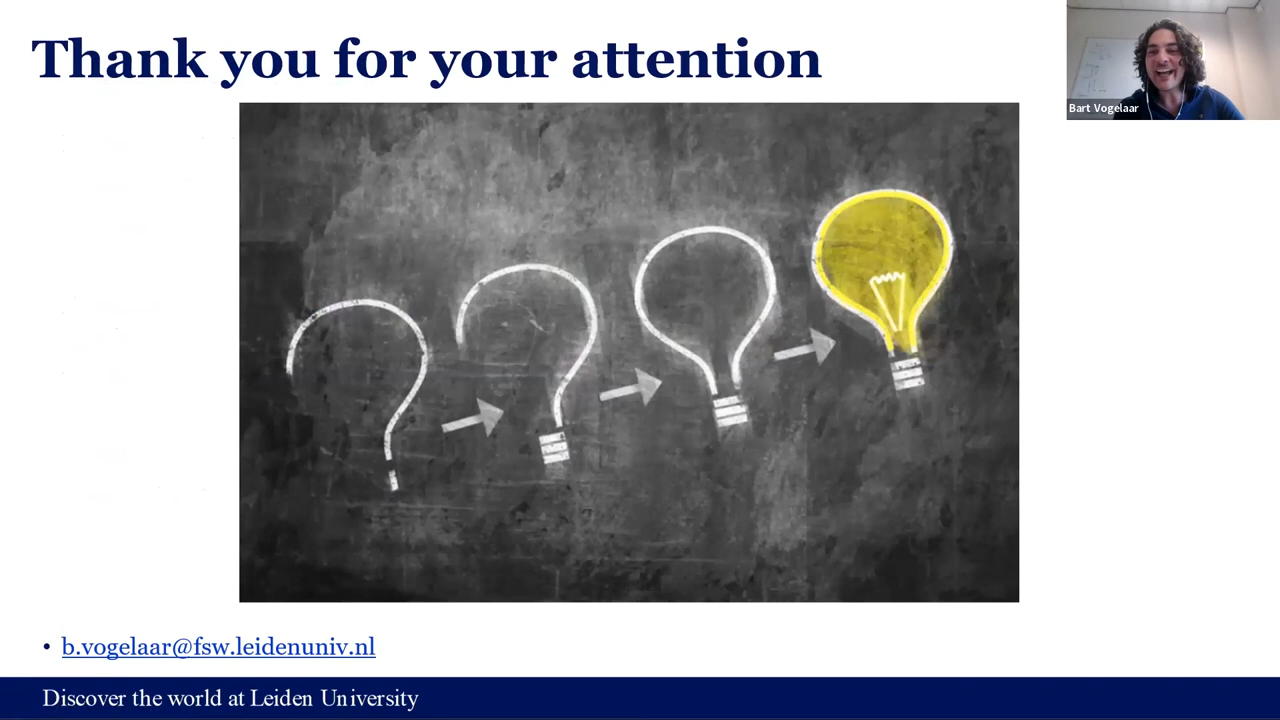 Thank you for your attention
Bart Vogelaar
• b.vogelaar@fsw.leidenuniv.nl
Discover the world at Leiden University